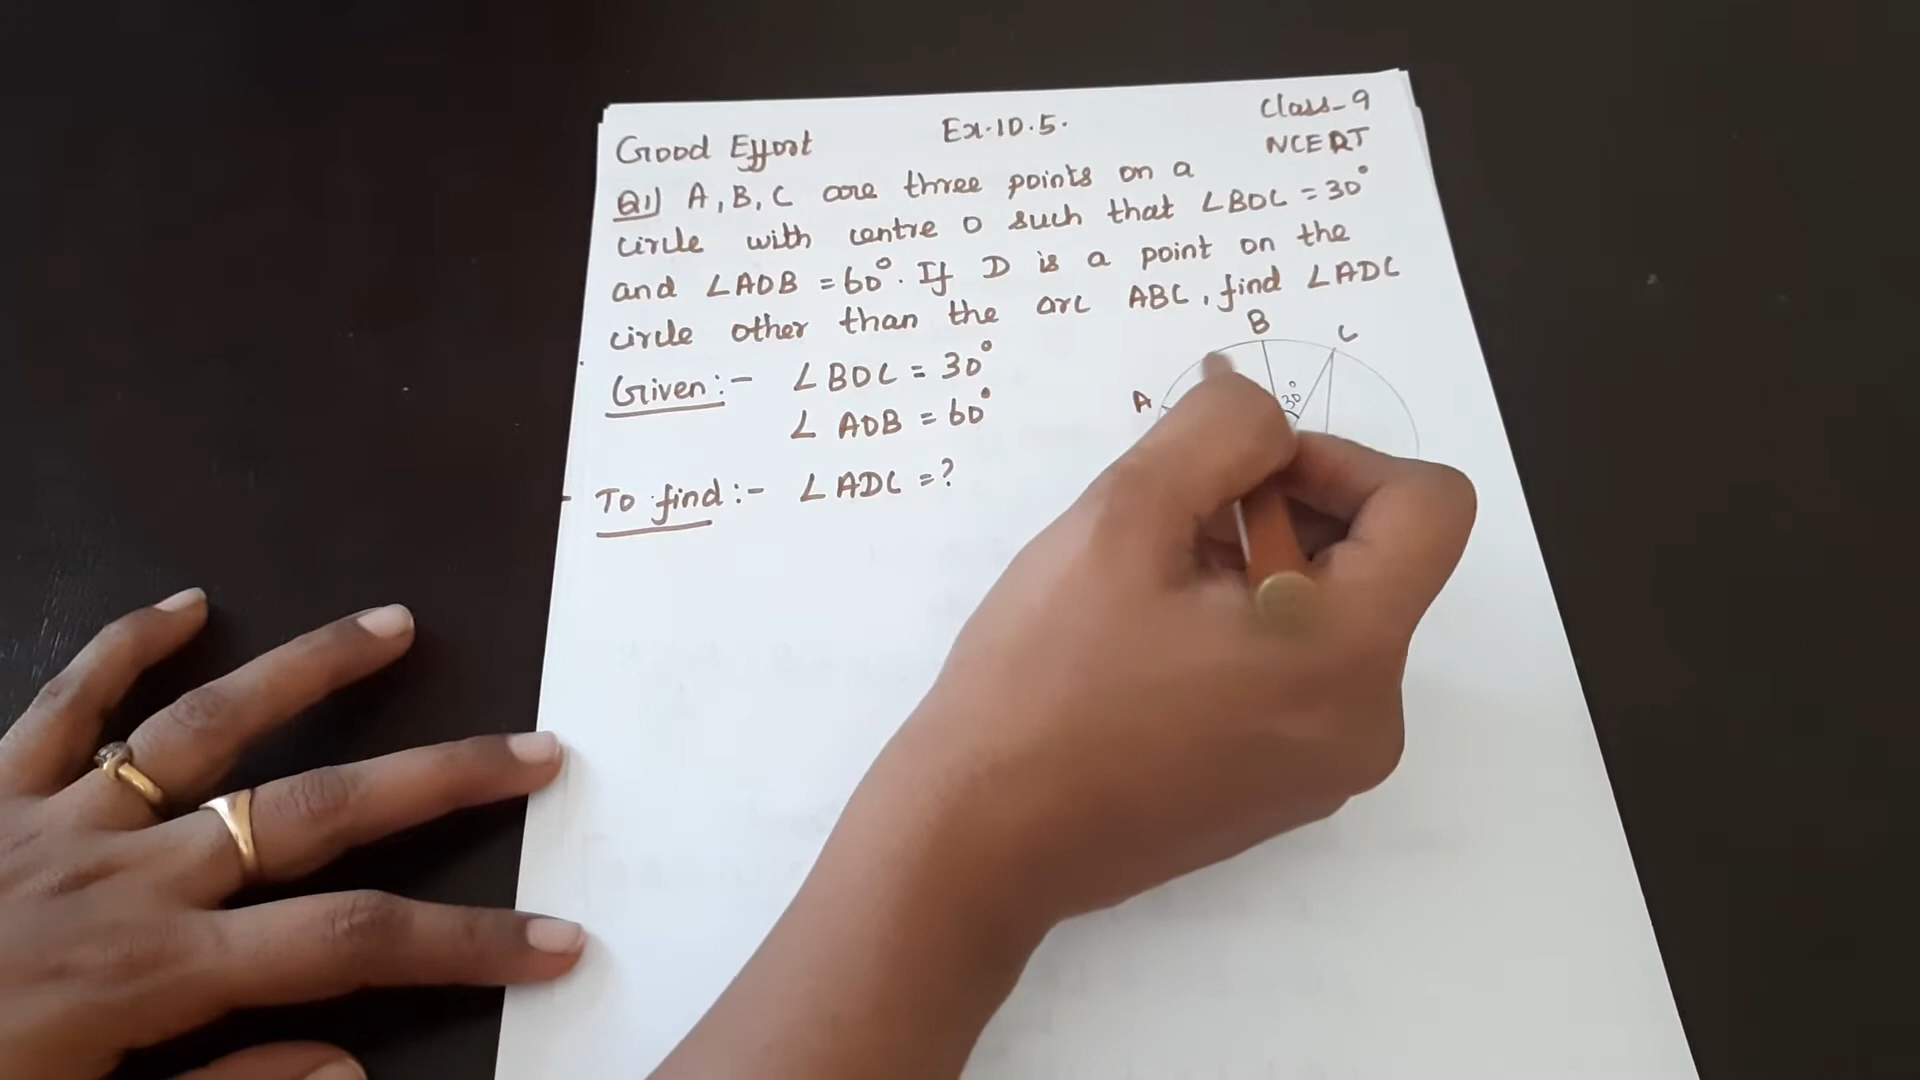 Good Effort Ex.10.5. Class-9
NCERT
Q1) A, B, C are three points on a
circle with centre O such that ∠BOC = 30°
and ∠AOB = 60°. If D is a point on the
circle other than the arc ABC, find ∠ADC
Given:- ∠BOC = 30°
∠AOB = 60°
To find:- ∠ADC = ?
B
C
A
30°